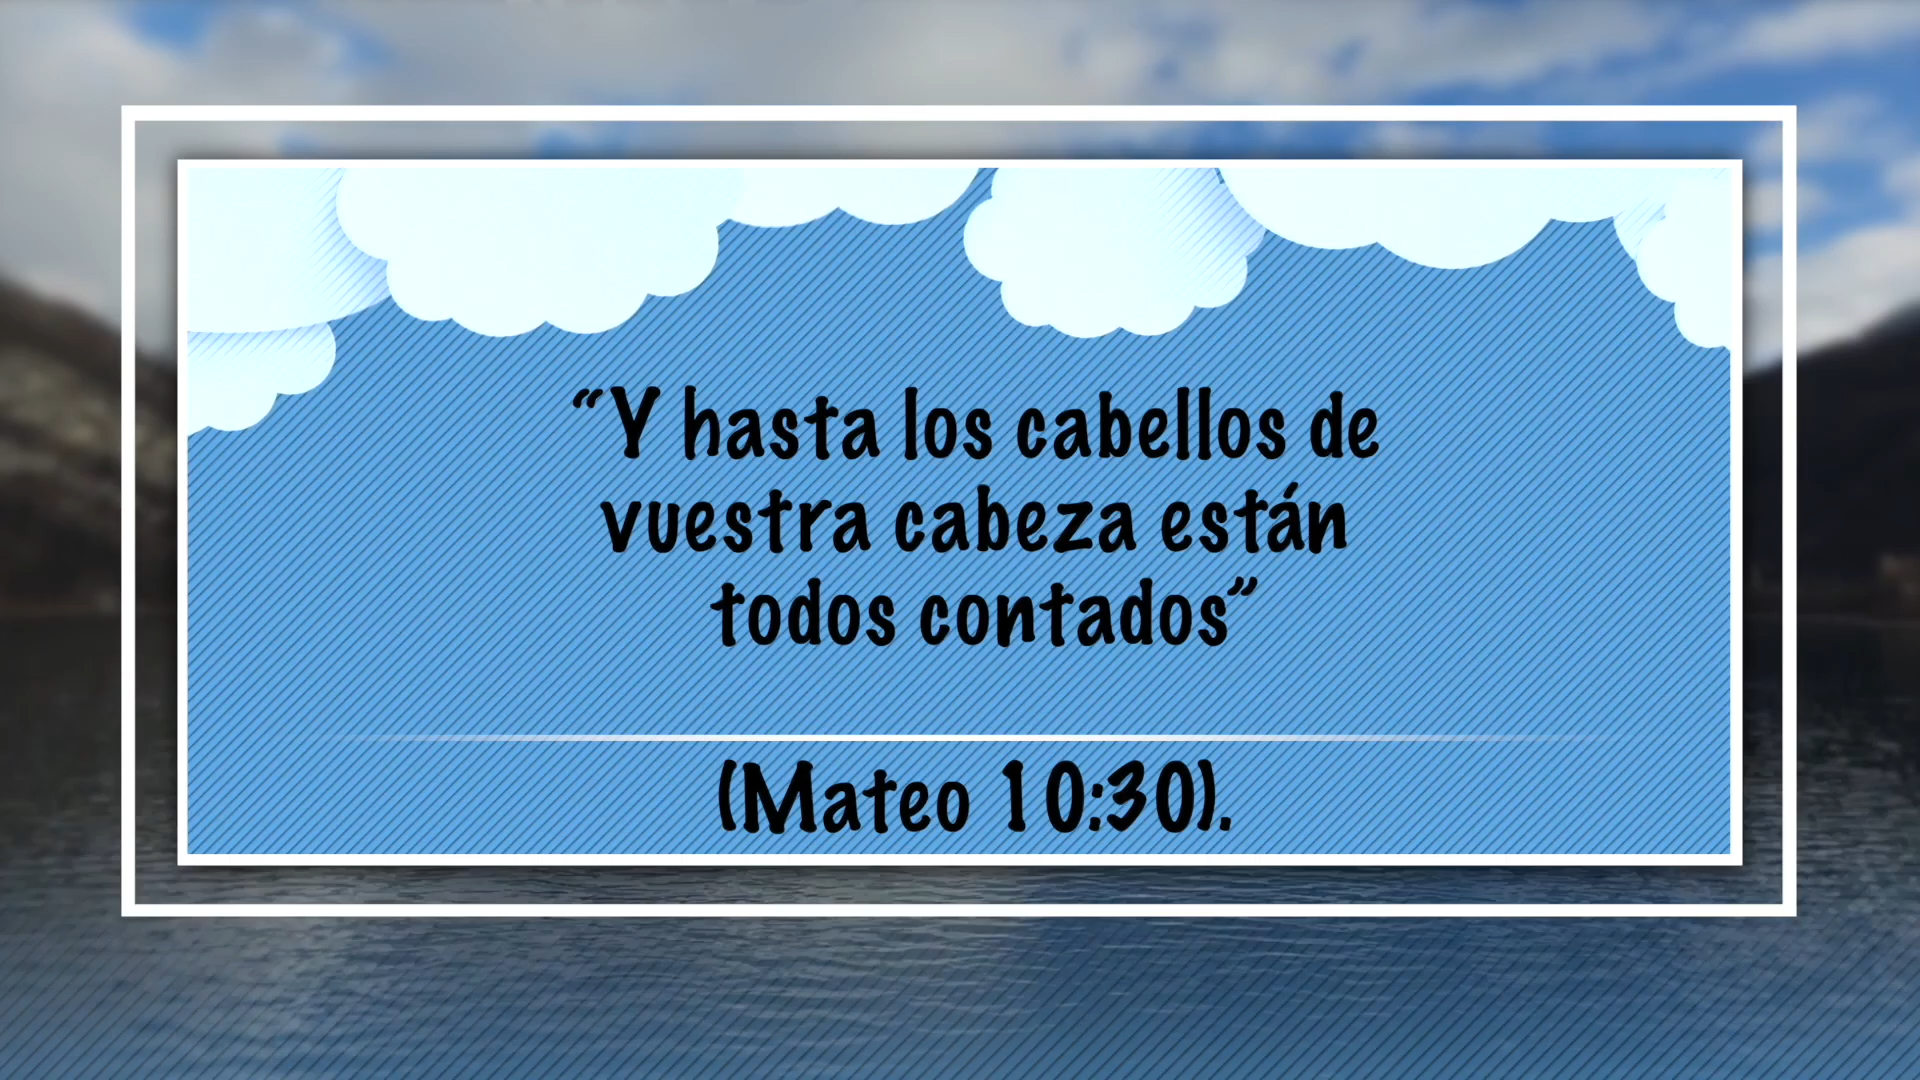 “Y hasta los cabellos de
vuestra cabeza están
todos contados”
(Mateo 10:30).